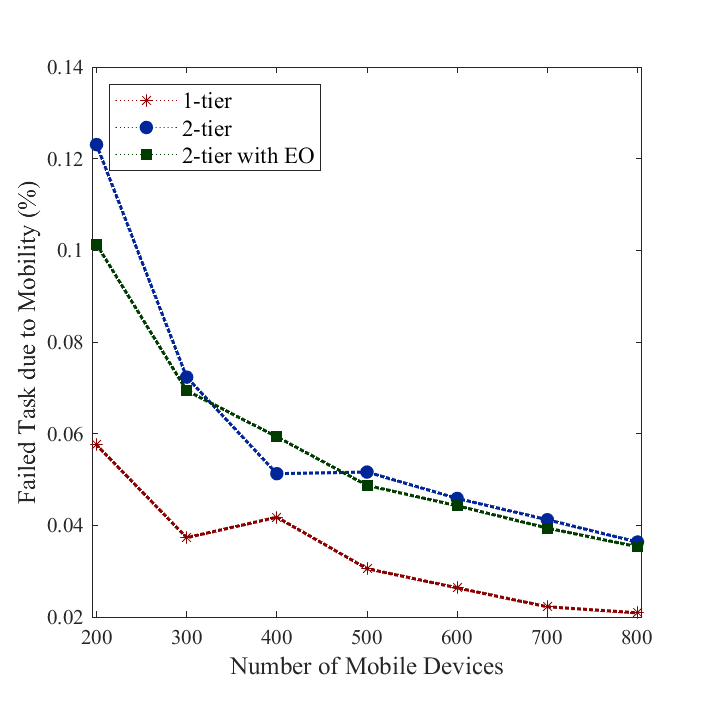 0.14
0.12
0.1
0.08
0.06
0.04
0.02
Failed Task due to Mobility (%)
1-tier
2-tier
2-tier with EO
200 300 400 500 600 700 800
Number of Mobile Devices